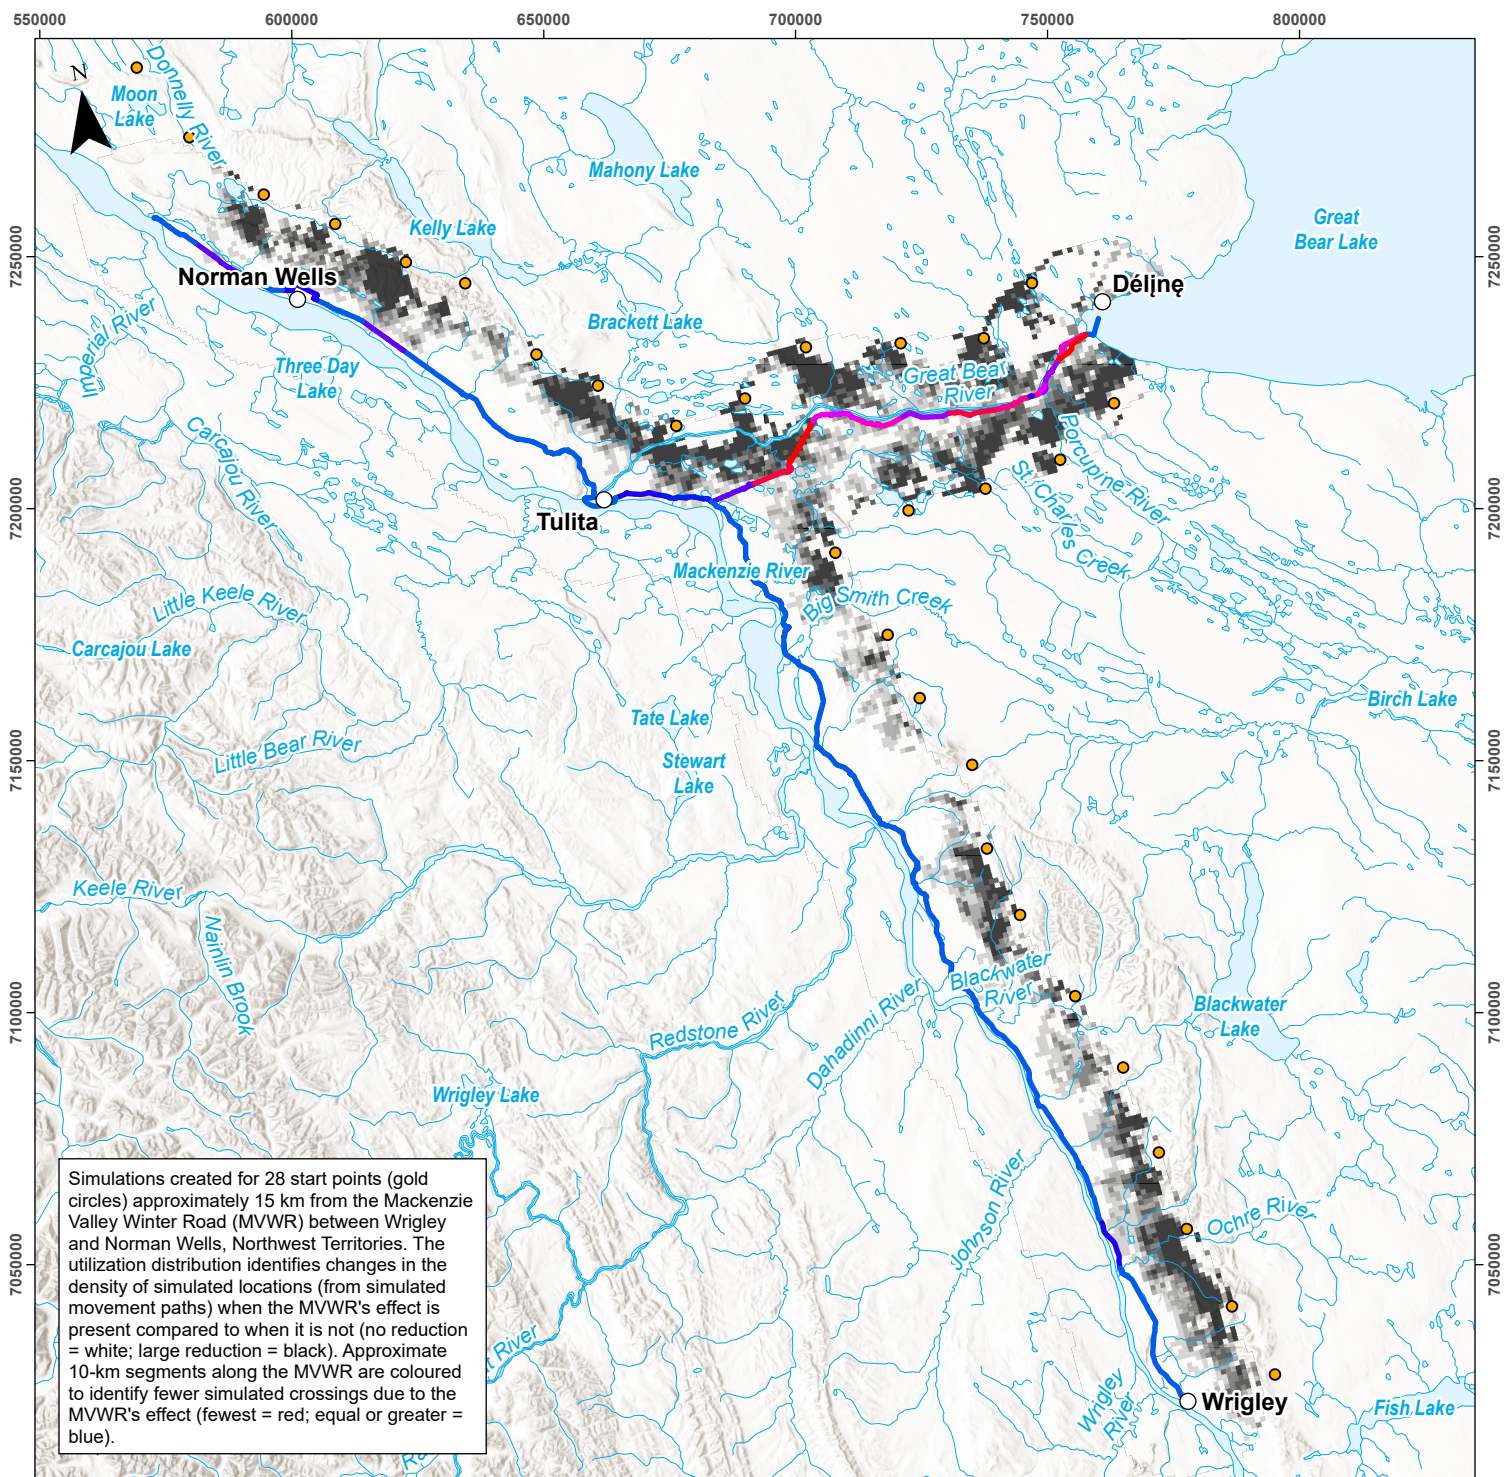 550000
600000
650000
700000
750000
800000
N
Moon
Lake
Donnelly River
Mahony Lake
Kelly Lake
Great
Bear Lake
7250000
7250000
Norman Wells
Délı̨nę
Imperial River
Brackett Lake
Three Day
Lake
Great Bear
River
Carcajou River
Porcupine River
St. Charles Creek
7200000
7200000
Tulita
Mackenzie River
Big Smith Creek
Little Keele River
Carcajou Lake
Birch Lake
Tate Lake
Little Bear River
Stewart
Lake
7150000
7150000
Keele River
Nainlin Brook
Blackwater
River
Dahadinni River
Redstone River
Blackwater
Lake
7100000
7100000
Wrigley Lake
Johnson River
Ochre River
7050000
7050000
Simulations created for 28 start points (gold
circles) approximately 15 km from the Mackenzie
Valley Winter Road (MVWR) between Wrigley
and Norman Wells, Northwest Territories. The
utilization distribution identifies changes in the
density of simulated locations (from simulated
movement paths) when the MVWR's effect is
present compared to when it is not (no reduction
= white; large reduction = black). Approximate
10-km segments along the MVWR are coloured
to identify fewer simulated crossings due to the
MVWR's effect (fewest = red; equal or greater =
blue).
River
Wrigley
River
Wrigley
Fish Lake